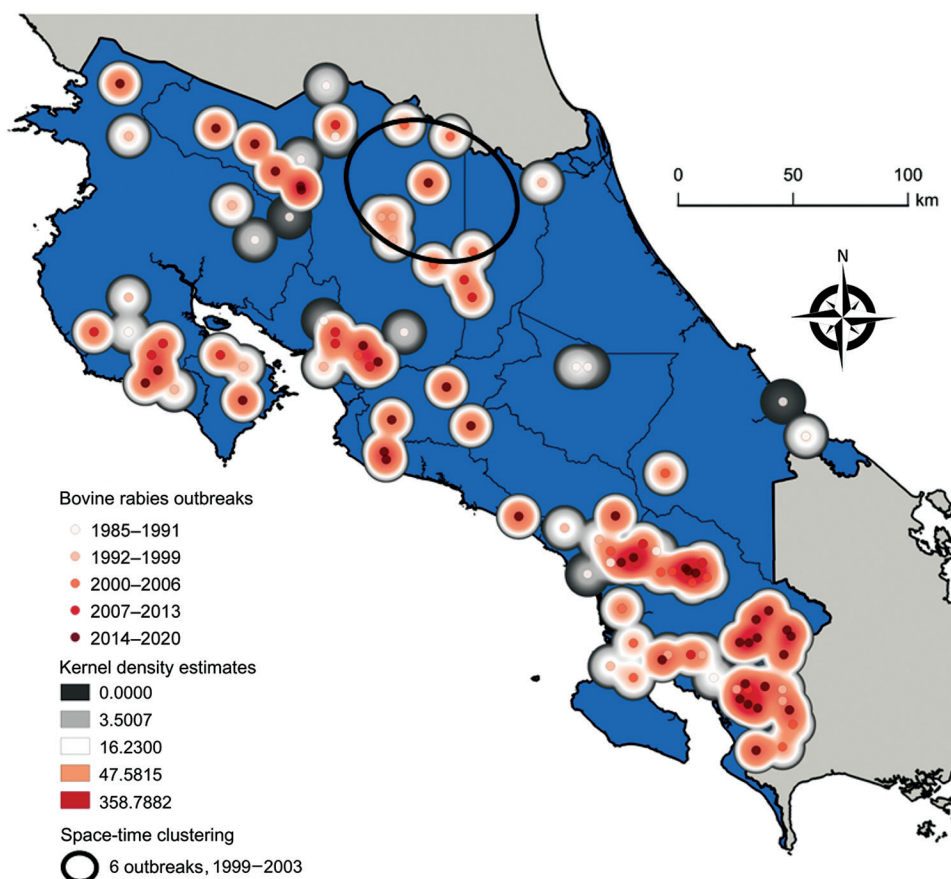 0 50 100
km
N
Bovine rabies outbreaks
1985–1991
1992–1999
2000–2006
2007–2013
2014–2020
Kernel density estimates
0.0000
3.5007
16.2300
47.5815
358.7882
Space-time clustering
6 outbreaks, 1999–2003